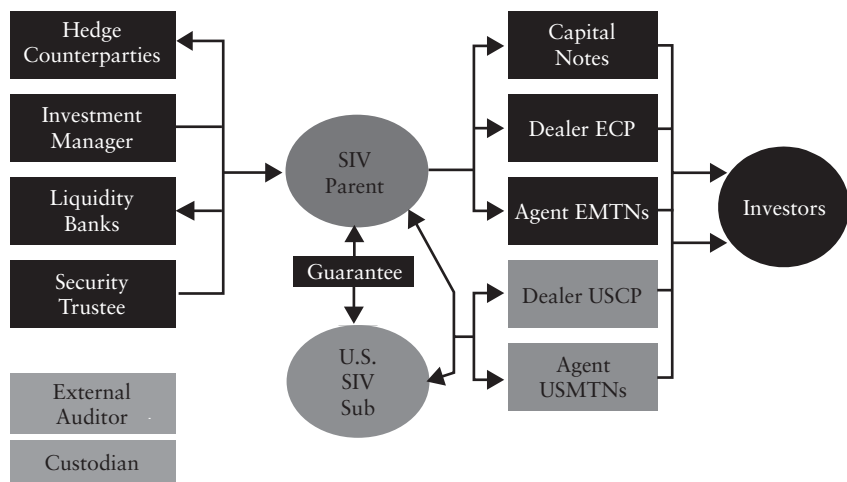 Hedge
Counterparties
Investment
Manager
Liquidity
Banks
Security
Trustee
External
Auditor
Custodian
SIV
Parent
Guarantee
U.S.
SIV
Sub
Capital
Notes
Dealer ECP
Agent EMTNs
Dealer USCP
Agent
USMTNs
Investors